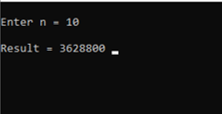 Enter n = 10
Result = 3628800